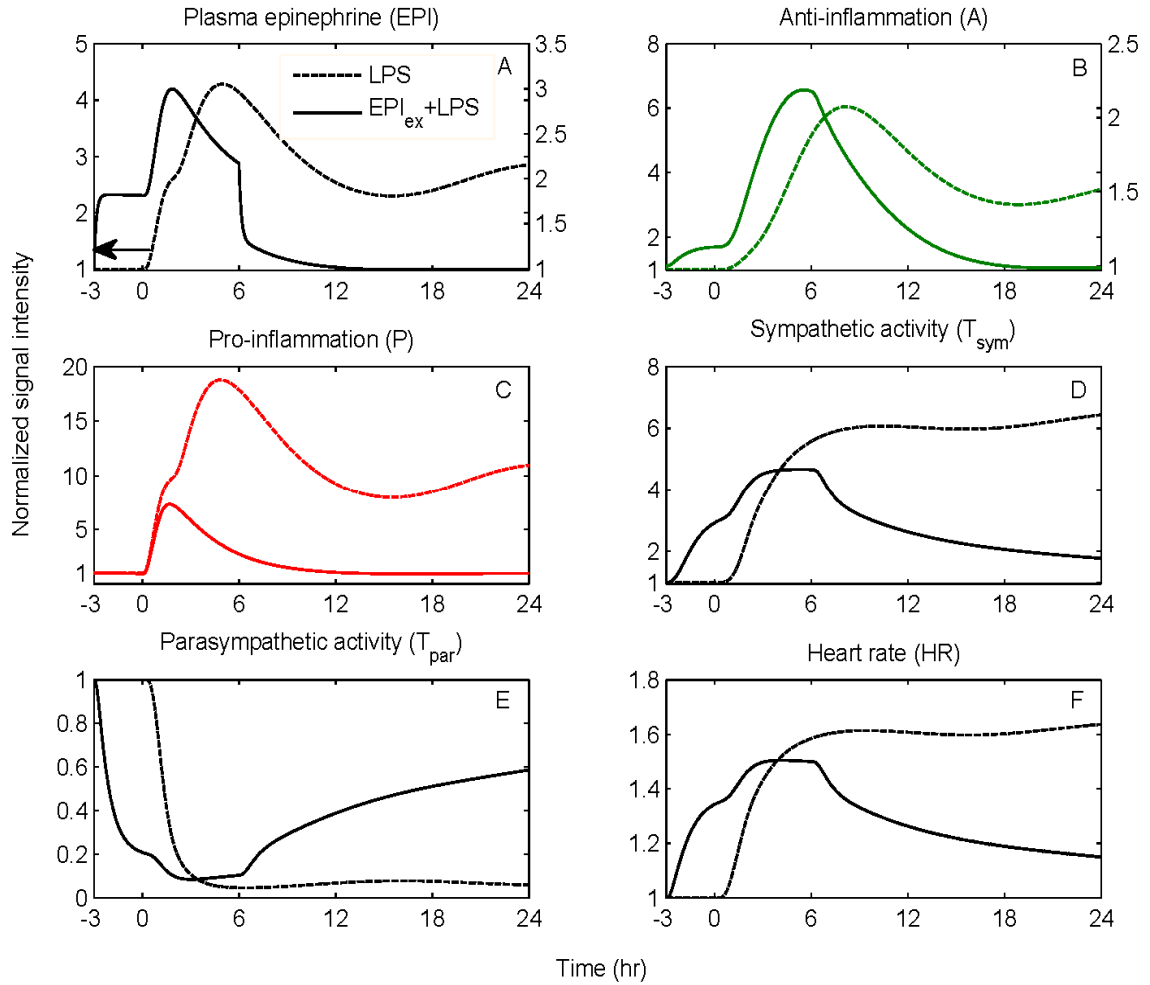 Normalized signal intensity
Plasma epinephrine (EPI)
A
LPS
EPI_ex+LPS
5
4
3
2
1
3.5
3
2.5
2
1.5
1
-3 0 6 12 18 24
Anti-inflammation (A)
B
8
6
4
2
1
2.5
2
1.5
1
-3 0 6 12 18 24
Pro-inflammation (P)
C
20
15
10
5
1
-3 0 6 12 18 24
Sympathetic activity (T_sym)
D
8
6
4
2
1
-3 0 6 12 18 24
Parasympathetic activity (T_par)
E
1
0.8
0.6
0.4
0.2
0
-3 0 6 12 18 24
Heart rate (HR)
F
1.8
1.6
1.4
1.2
1
-3 0 6 12 18 24
Time (hr)